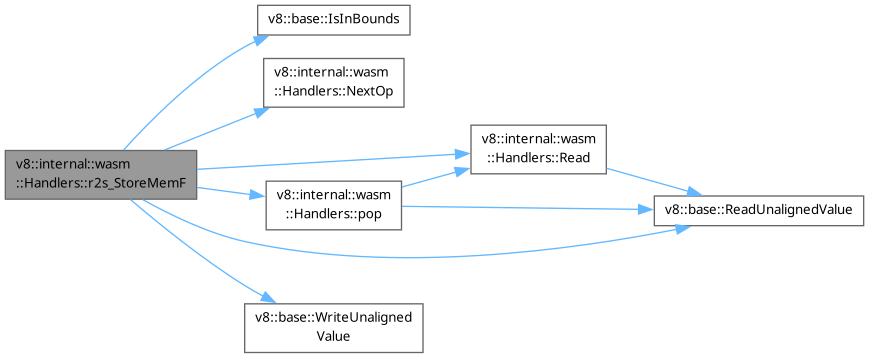 v8::base::IsInBounds
v8::internal::wasm
::Handlers::NextOp
v8::internal::wasm
::Handlers::r2s_StoreMemF
v8::internal::wasm
::Handlers::Read
v8::internal::wasm
::Handlers::pop
v8::base::ReadUnalignedValue
v8::base::WriteUnaligned
Value